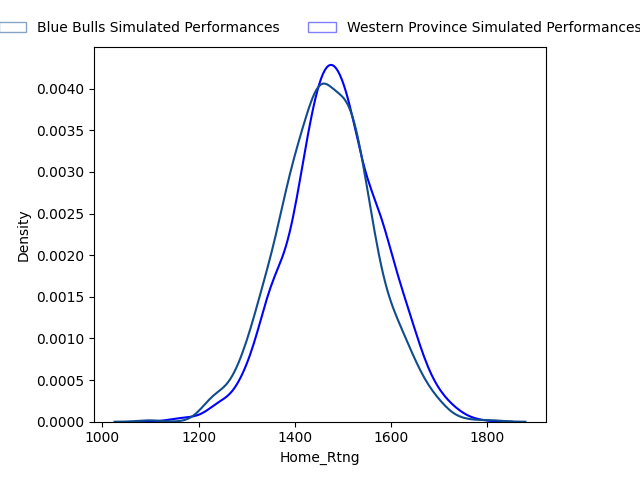 Blue Bulls Simulated Performances
Western Province Simulated Performances
Density
0.0040
0.0035
0.0030
0.0025
0.0020
0.0015
0.0010
0.0005
0.0000
1000 1200 1400 1600 1800
Home_Rtng